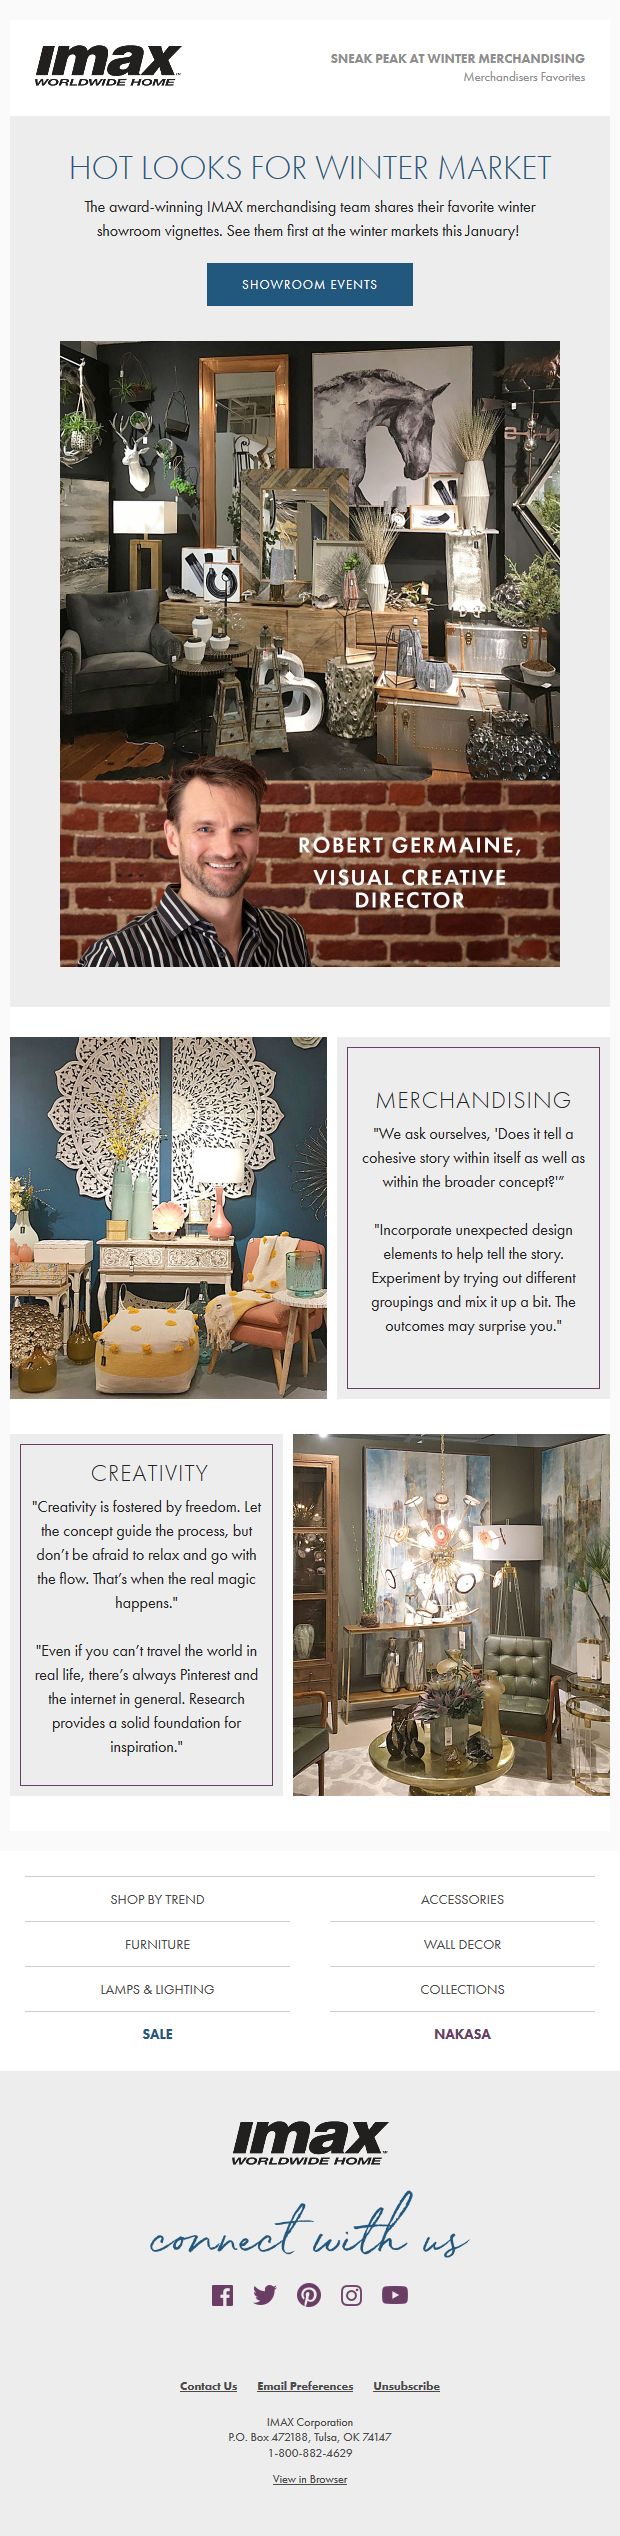 imax
WORLDWIDE HOME
SNEAK PEAK AT WINTER MERCHANDISING
Merchandisers Favorites
HOT LOOKS FOR WINTER MARKET
The award-winning IMAX merchandising team shares their favorite winter
showroom vignettes. See them first at the winter markets this January!
SHOWROOM EVENTS
ROBERT GERMAINE,
VISUAL CREATIVE
DIRECTOR
MERCHANDISING
"We ask ourselves, 'Does it tell a
cohesive story within itself as well as
within the broader concept?'”
"Incorporate unexpected design
elements to help tell the story.
Experiment by trying out different
groupings and mix it up a bit. The
outcomes may surprise you."
CREATIVITY
"Creativity is fostered by freedom. Let
the concept guide the process, but
don’t be afraid to relax and go with
the flow. That’s when the real magic
happens."
"Even if you can’t travel the world in
real life, there’s always Pinterest and
the internet in general. Research
provides a solid foundation for
inspiration."
SHOP BY TREND
ACCESSORIES
FURNITURE
WALL DECOR
LAMPS & LIGHTING
COLLECTIONS
SALE
NAKASA
imax
WORLDWIDE HOME
connect with us
Contact Us Email Preferences Unsubscribe
IMAX Corporation
P.O. Box 472188, Tulsa, OK 74147
1-800-882-4629
View in Browser